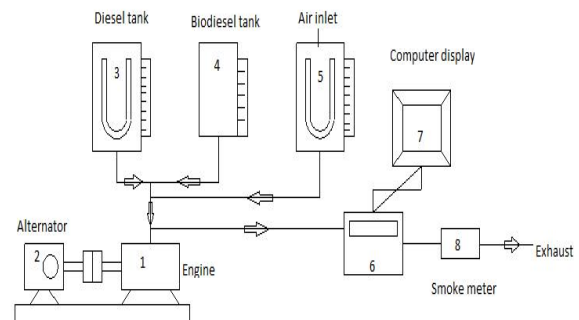 Diesel tank
Biodiesel tank
Air inlet
Computer display
3
4
5
7
Alternator
2
1
Engine
6
8
Exhaust
Smoke meter